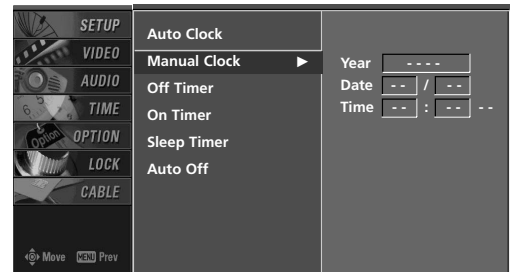 SETUP
VIDEO
AUDIO
TIME
Option OPTION
LOCK
CABLE
Move MENU Prev
Auto Clock
Manual Clock ▶
Off Timer
On Timer
Sleep Timer
Auto Off
Year - - - -
Date - - / - -
Time - - : - - - -